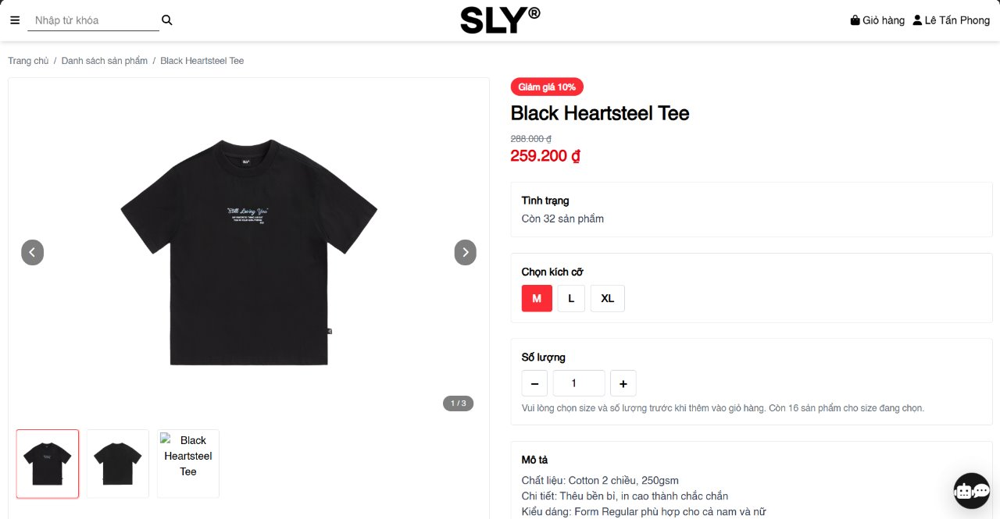 Nhập từ khóa
SLY®
Giỏ hàng
Lê Tấn Phong
Trang chủ / Danh sách sản phẩm / Black Heartsteel Tee
Giảm giá 10%
Black Heartsteel Tee
288.000 ₫
259.200 ₫
SLY®
"Still Loving You"
MY FAVORITE THING ABOUT
1 / 3
Black
Heartsteel
Tee
Tình trạng
Còn 32 sản phẩm
Chọn kích cỡ
M L XL
Số lượng
− 1 +
Vui lòng chọn size và số lượng trước khi thêm vào giỏ hàng. Còn 16 sản phẩm cho size đang chọn.
Mô tả
Chất liệu: Cotton 2 chiều, 250gsm
Chi tiết: Thêu bền bỉ, in cao thành chắc chắn
Kiểu dáng: Form Regular phù hợp cho cả nam và nữ